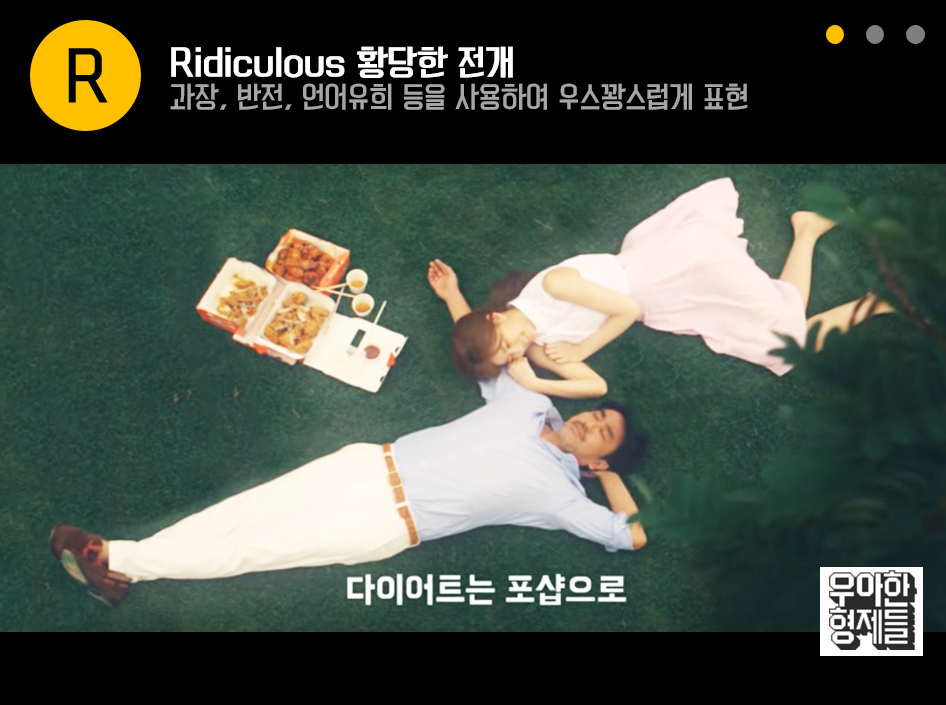 R
Ridiculous 황당한 전개
과장, 반전, 언어유희 등을 사용하여 우스꽝스럽게 표현
다이어트는 포샵으로
우아한
형제들